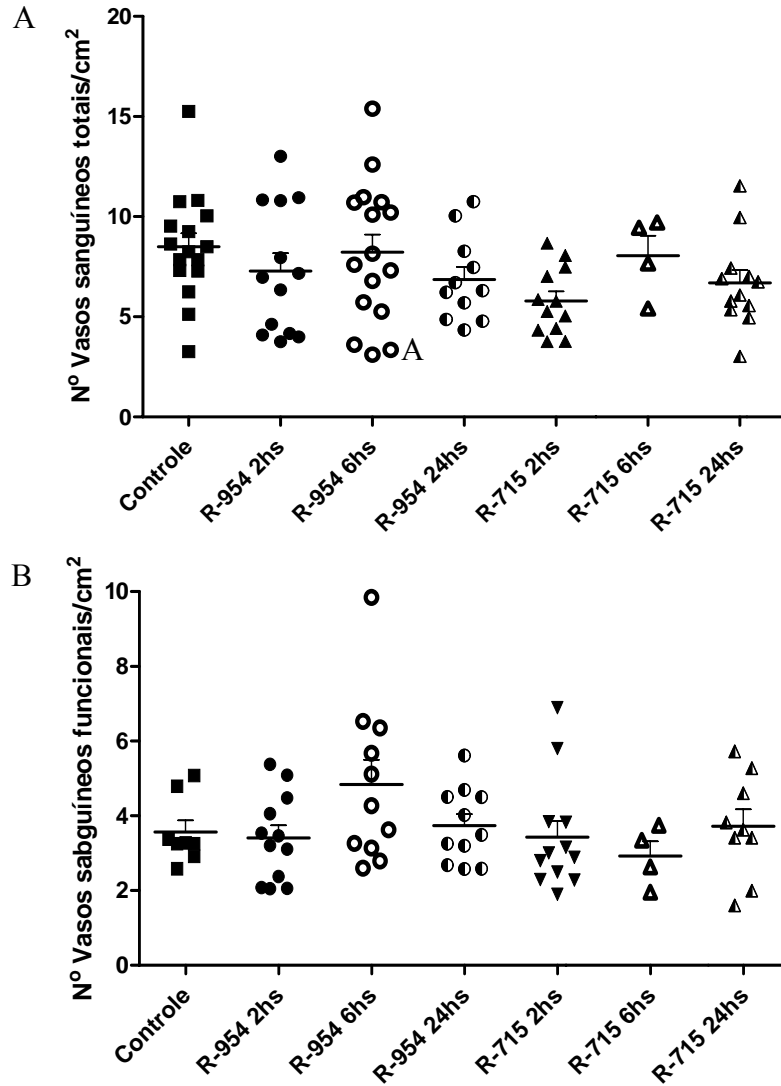 A
Nº Vasos sanguíneos totais/cm²
20
15
10
5
0
A
Controle
R-954 2hs
R-954 6hs
R-954 24hs
R-715 2hs
R-715 6hs
R-715 24hs
B
Nº Vasos sabguíneos funcionais/cm²
10
8
6
4
2
0
Controle
R-954 2hs
R-954 6hs
R-954 24hs
R-715 2hs
R-715 6hs
R-715 24hs